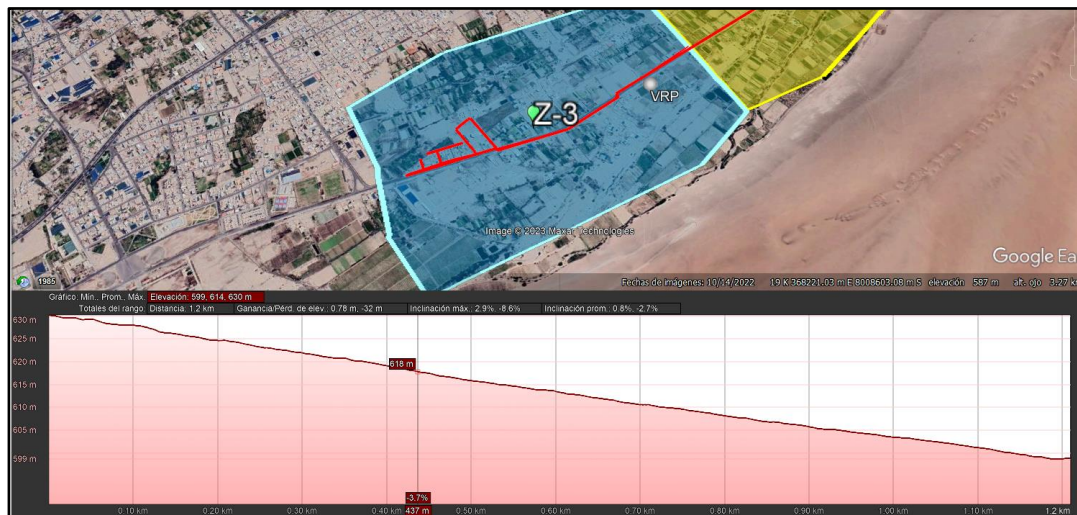 VRP
Z-3
Image © 2023 Maxar Technologies
Google Ea
1985
Fechas de imágenes: 10/14/2022 19 K 368221.03 m E 8008603.08 m S elevación 587 m alt. ojo 3.27 k
Gráfico: Mín., Prom., Máx. Elevación: 599, 614, 630 m
Totales del rango: Distancia: 1.2 km Ganancia/Pérd. de elev.: 0.78 m, -32 m Inclinación máx.: 2.9%, -8.6% Inclinación prom.: 0.8%, -2.7%
630 m
625 m
620 m
618 m
615 m
610 m
605 m
599 m
-3.7%
0.10 km 0.20 km 0.30 km 0.40 km 437 m 0.50 km 0.60 km 0.70 km 0.80 km 0.90 km 1.00 km 1.10 km 1.2 km